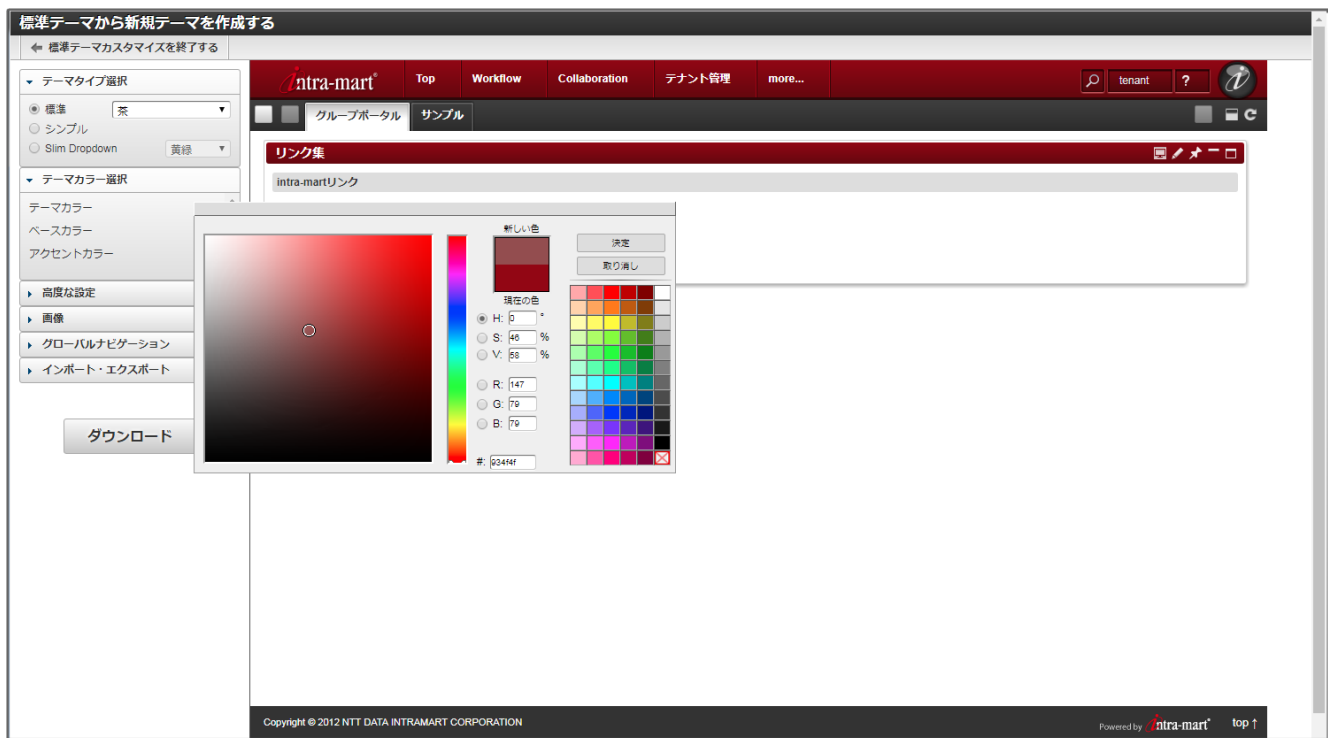 標準テーマから新規テーマを作成する
標準テーマカスタマイズを終了する
テーマタイプ選択
標準 茶
シンプル
Slim Dropdown 黄緑
テーマカラー選択
テーマカラー
ベースカラー
アクセントカラー
高度な設定
画像
グローバルナビゲーション
インポート・エクスポート
ダウンロード
intra-mart Top Workflow Collaboration テナント管理 more... tenant ?
グループポータル サンプル
リンク集
intra-martリンク
新しい色
現在の色
決定
取り消し
H: 0 °
S: 46 %
V: 58 %
R: 147
G: 79
B: 79
#: 934f4f
Copyright © 2012 NTT DATA INTRAMART CORPORATION
Powered by intra-mart top ↑